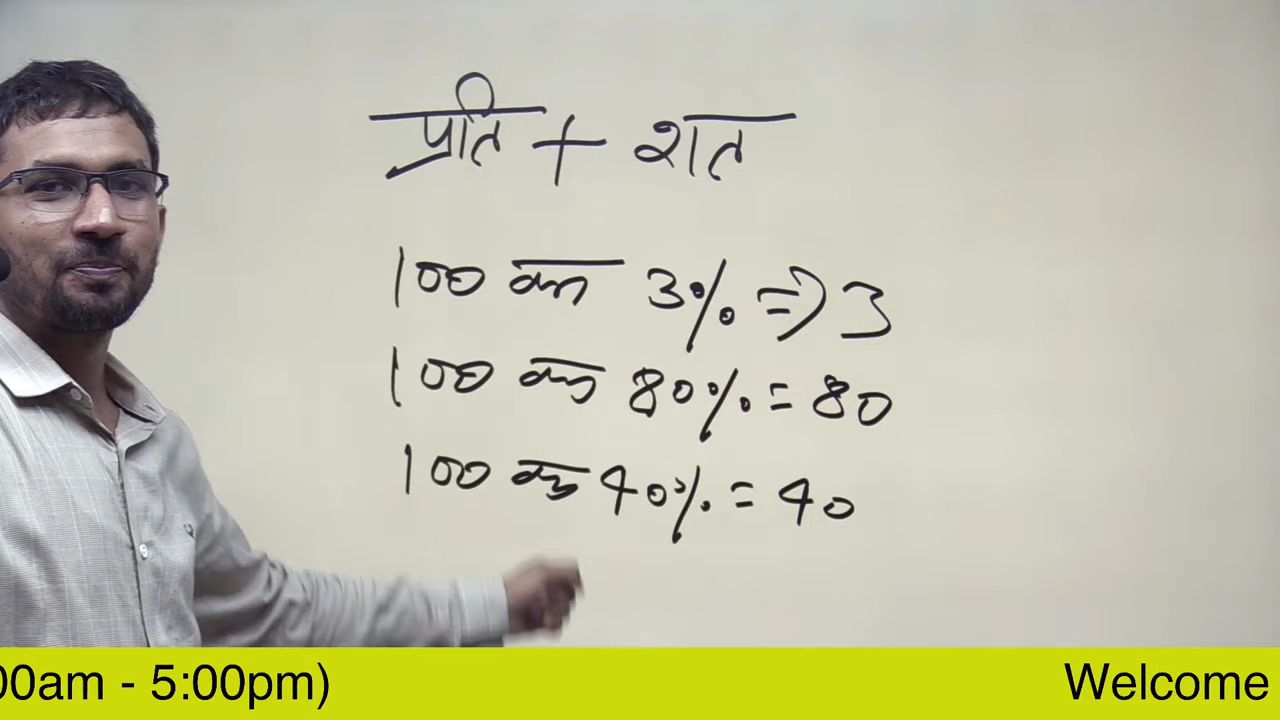 प्रति + शत
100 का 3% => 3
100 का 80% = 80
100 का 40% = 40
00am - 5:00pm) Welcome